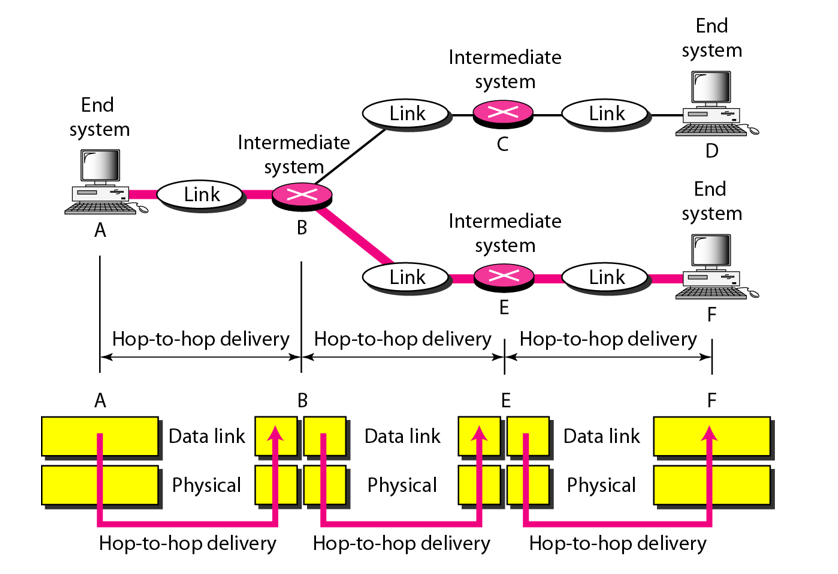 End
system
Intermediate
system
Link
Link
C
D
End
system
Intermediate
system
Link
A
B
End
system
Intermediate
system
Link
Link
E
F
Hop-to-hop delivery
Hop-to-hop delivery
Hop-to-hop delivery
A
B
E
F
Data link
Data link
Data link
Physical
Physical
Physical
Hop-to-hop delivery
Hop-to-hop delivery
Hop-to-hop delivery